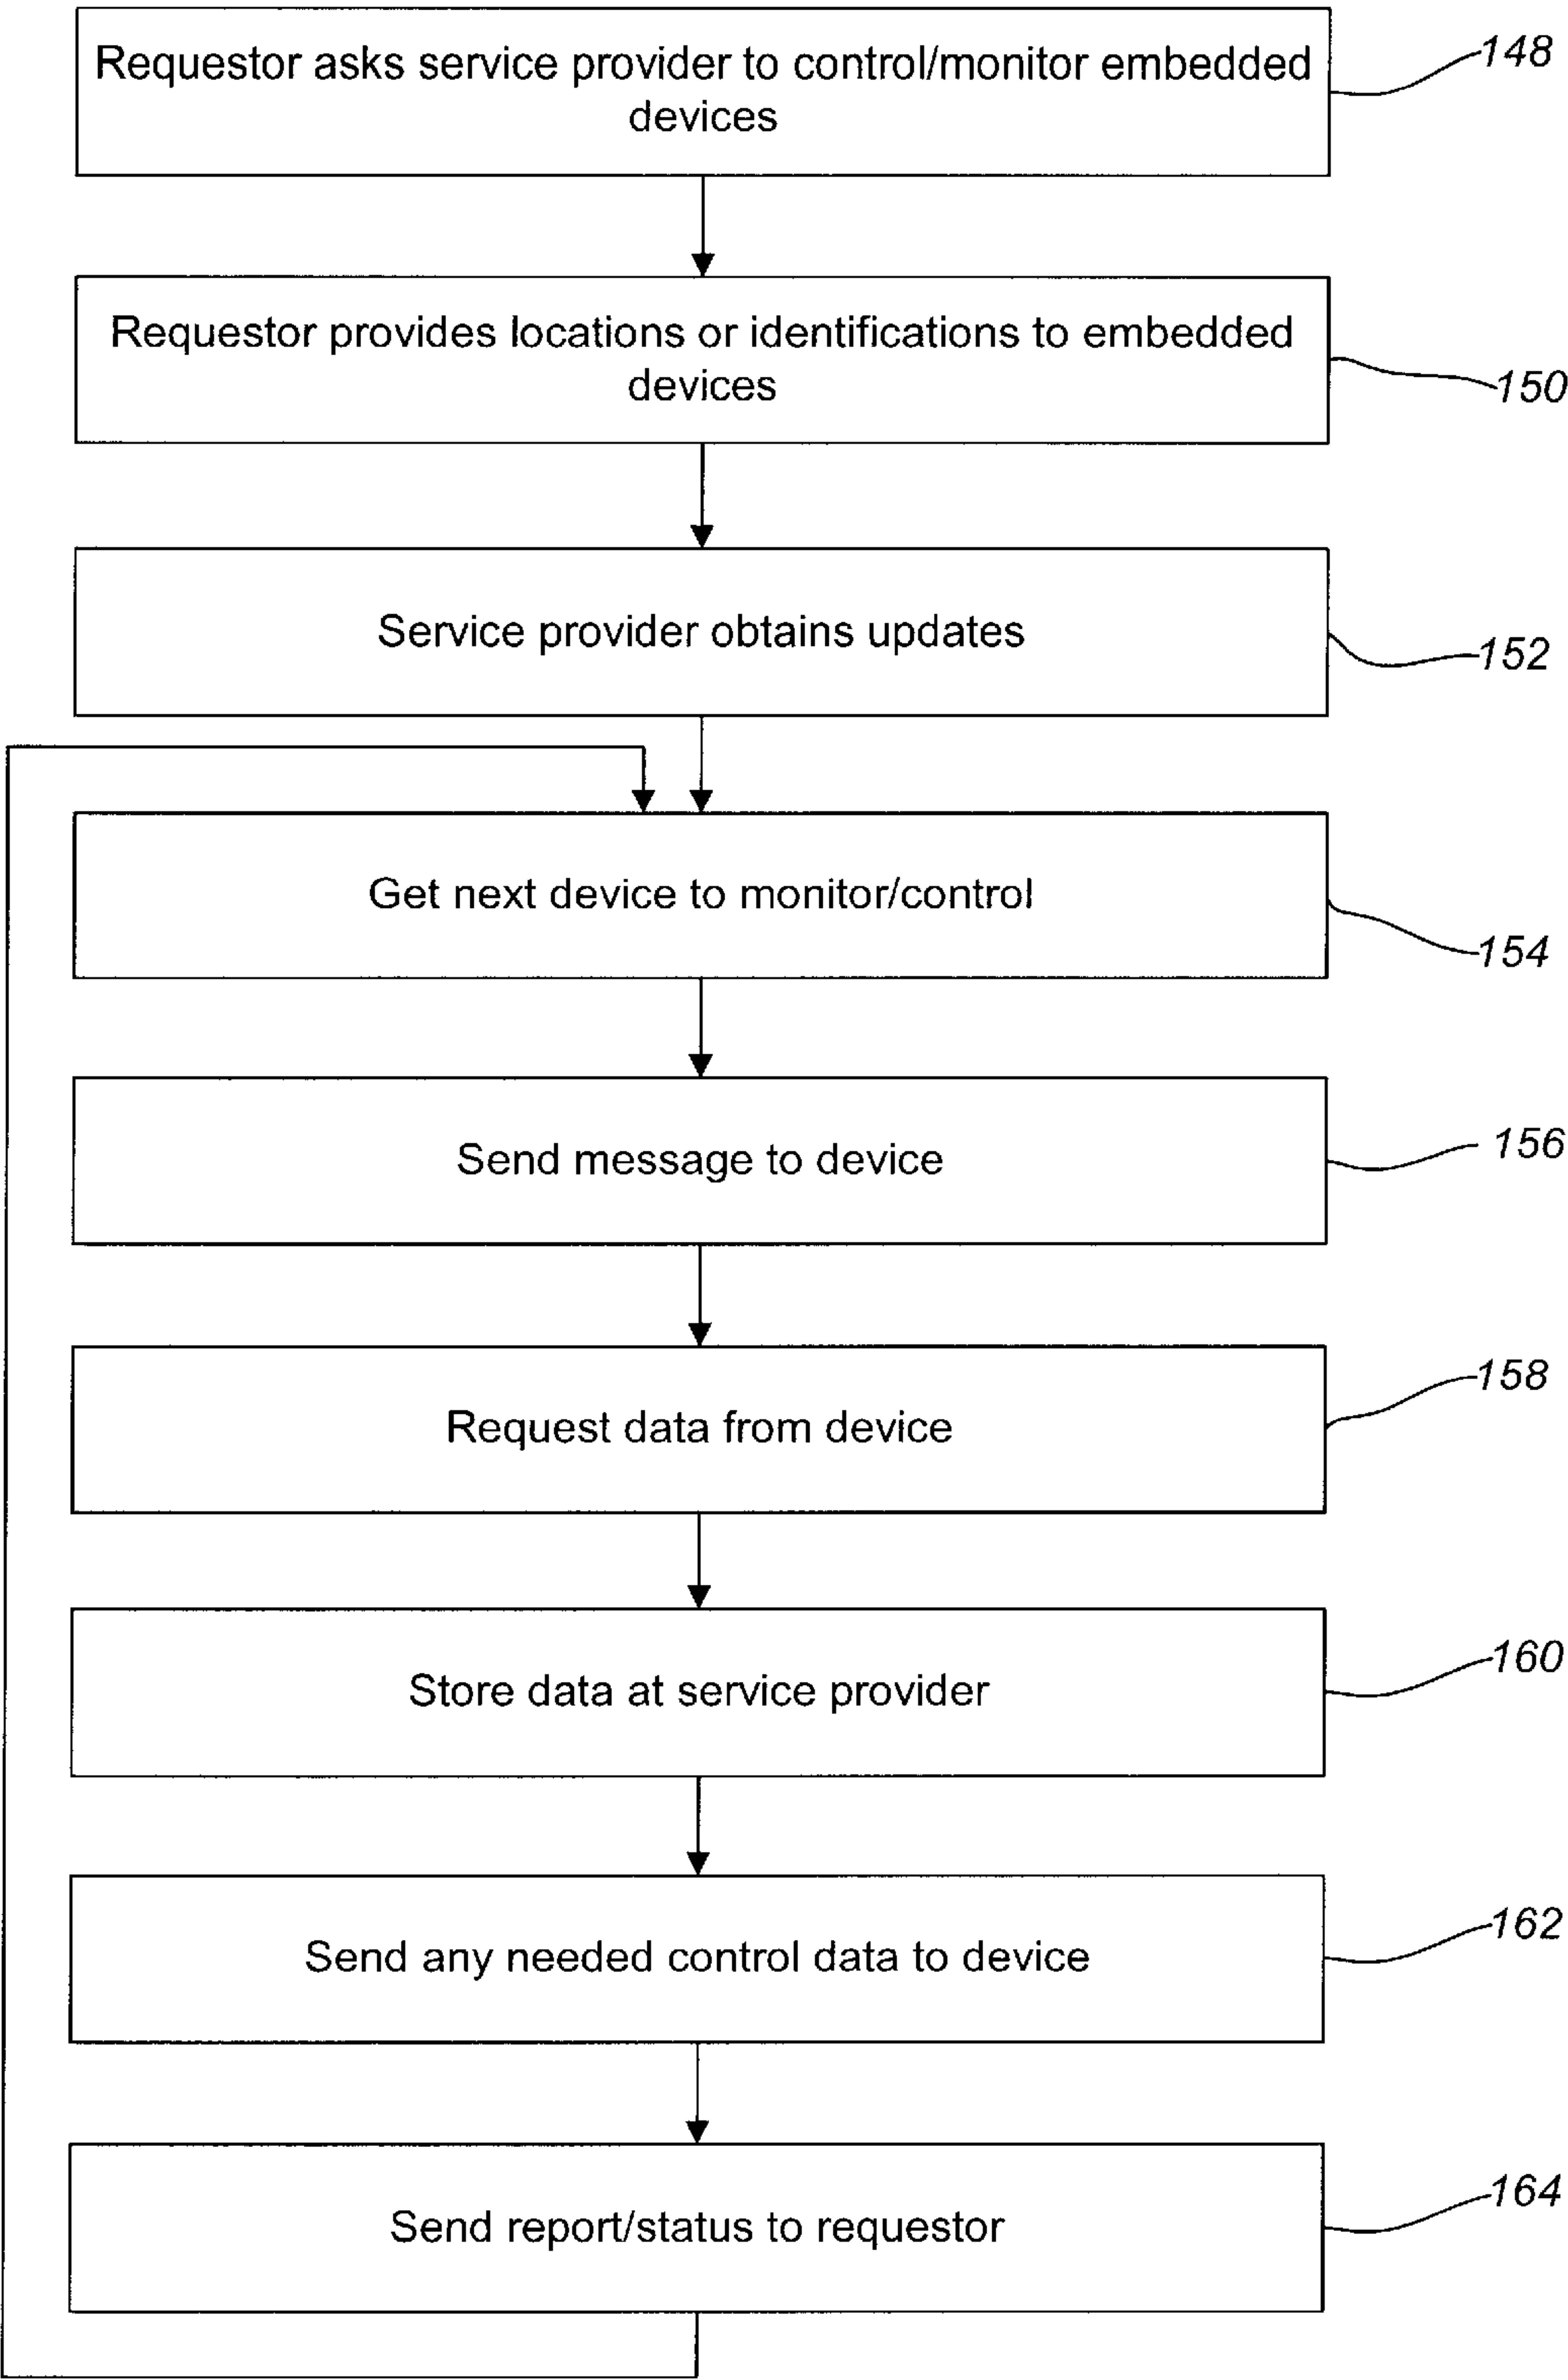 Requestor asks service provider to control/monitor embedded
devices
148
Requestor provides locations or identifications to embedded
devices
150
Service provider obtains updates
152
Get next device to monitor/control
154
Send message to device
156
Request data from device
158
Store data at service provider
160
Send any needed control data to device
162
Send report/status to requestor
164